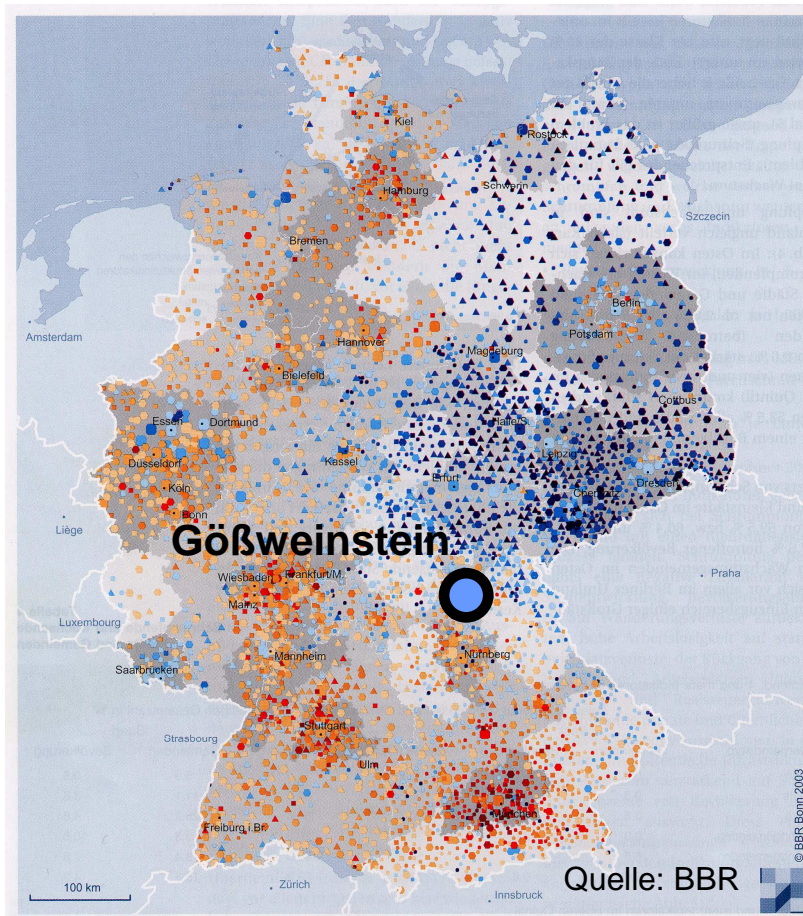 Kiel
Rostock
Hamburg
Schwerin
Szczecin
Bremen
Berlin
Amsterdam
Hannover
Potsdam
Magdeburg
Bielefeld
Cottbus
Essen
Dortmund
Halle/S.
Leipzig
Düsseldorf
Kassel
Erfurt
Dresden
Köln
Chemnitz
Bonn
Liège
Gößweinstein
Wiesbaden
Frankfurt/M.
Praha
Mainz
Luxembourg
Mannheim
Nürnberg
Saarbrücken
Stuttgart
Strasbourg
Ulm
München
Freiburg i.Br.
© BBR Bonn 2003
100 km
Zürich
Innsbruck
Quelle: BBR